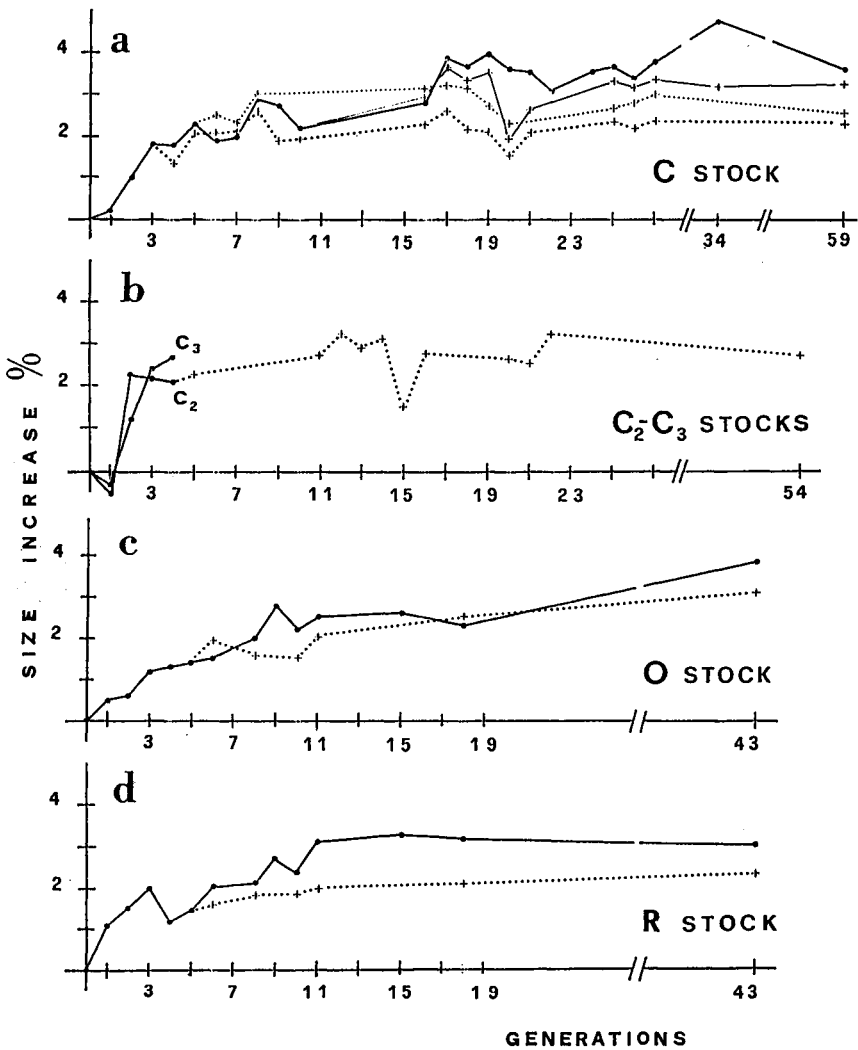 a
4
2
C STOCK
3 7 11 15 19 23 34 59
b
4
2
C3
C2
C2-C3 STOCKS
3 7 11 15 19 23 54
SIZE INCREASE %
c
4
2
O STOCK
3 7 11 15 19 43
d
4
2
R STOCK
3 7 11 15 19 43
GENERATIONS